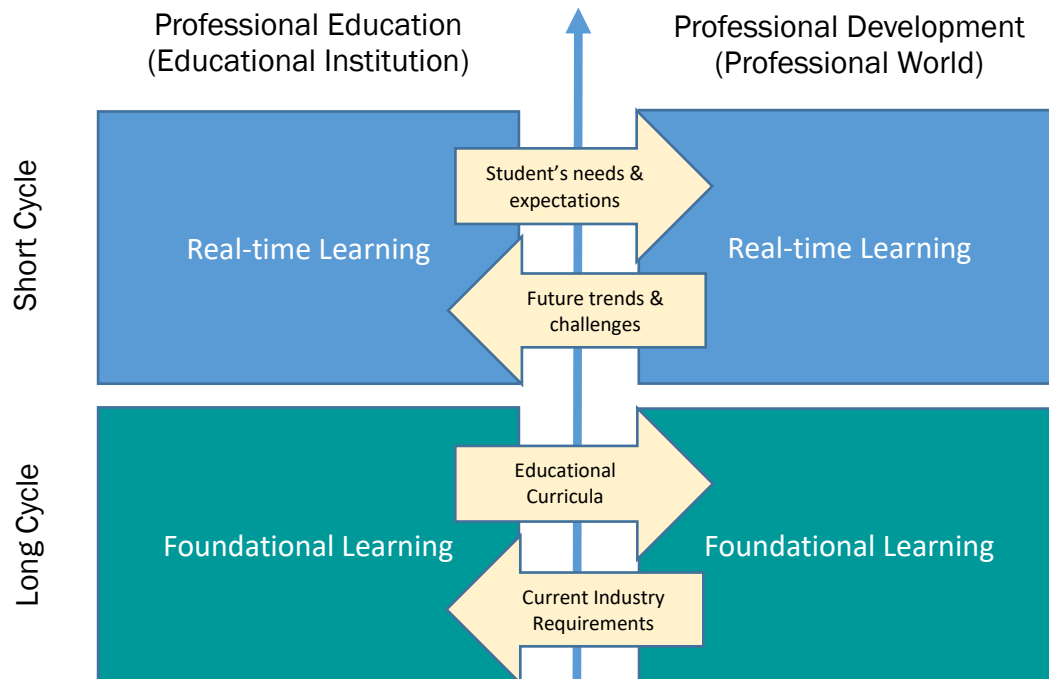 Professional Education
(Educational Institution)
Professional Development
(Professional World)
Short Cycle
Real-time Learning
Student’s needs &
expectations
Future trends &
challenges
Real-time Learning
Long Cycle
Foundational Learning
Educational
Curricula
Current Industry
Requirements
Foundational Learning